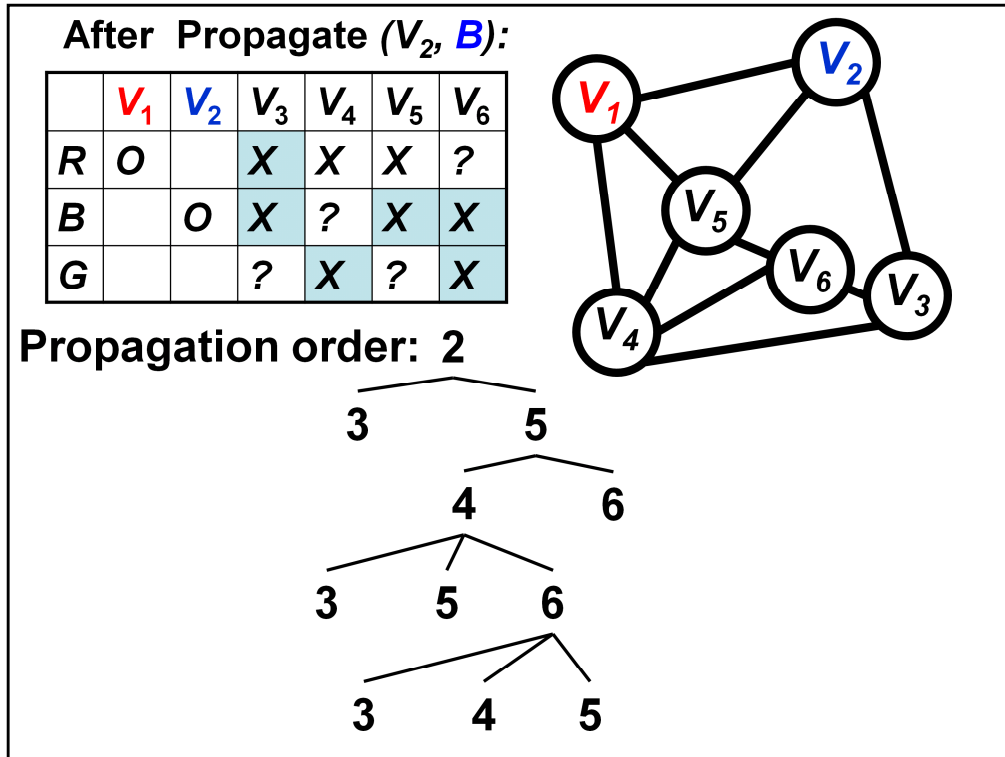 After Propagate (V2, B):
V1 V2 V3 V4 V5 V6
R O X X X ?
B O X ? X X
G ? X ? X
Propagation order: 2
3 5
4 6
3 5 6
3 4 5
V1
V2
V5
V6
V3
V4